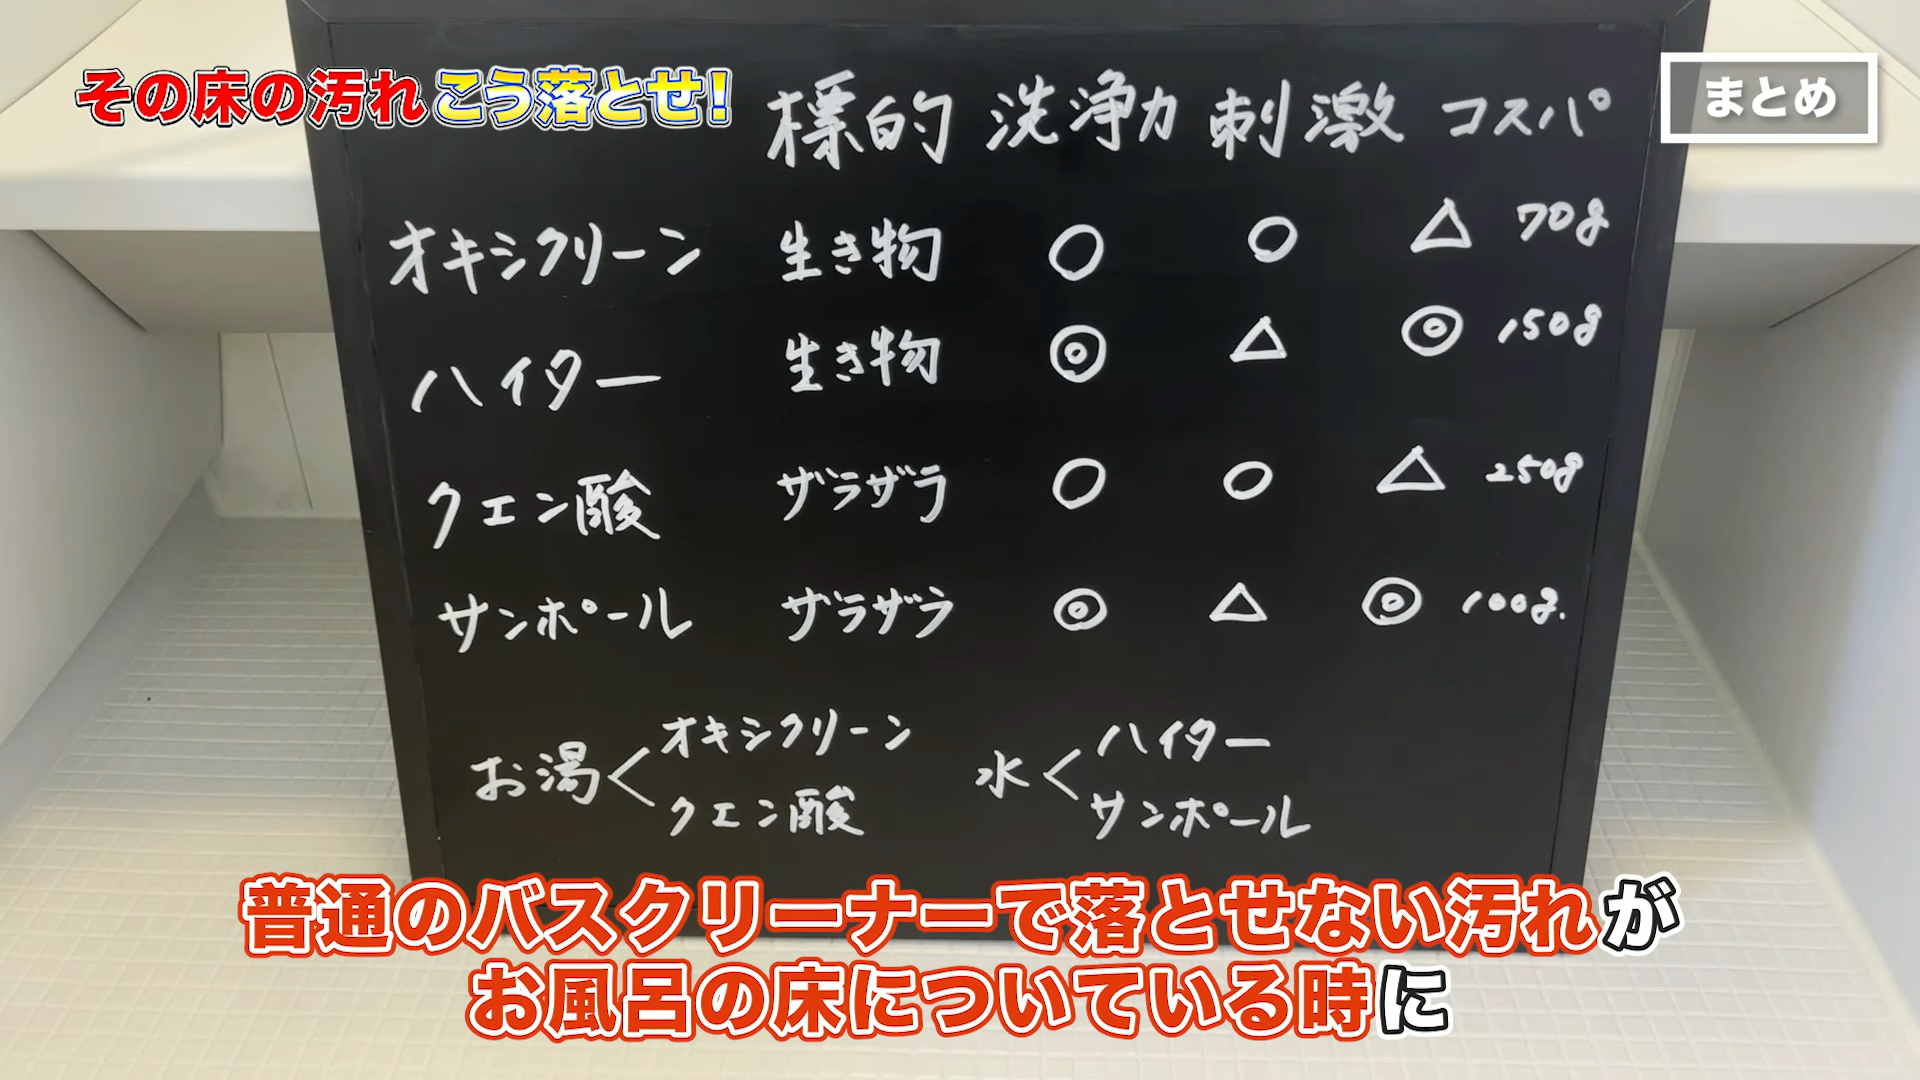 その床の汚れ こう落とせ!
まとめ
標的 洗浄力 刺激 コスパ
オキシクリーン 生き物 ○ ○ △ 70g
ハイター 生き物 ◎ △ ◎ 150g
クエン酸 ザラザラ ○ ○ △ 250g
サンポール ザラザラ ◎ △ ◎ 100g.
お湯 < オキシクリーン
クエン酸
水 < ハイター
サンポール
普通のバスクリーナーで落とせない汚れが
お風呂の床についている時に